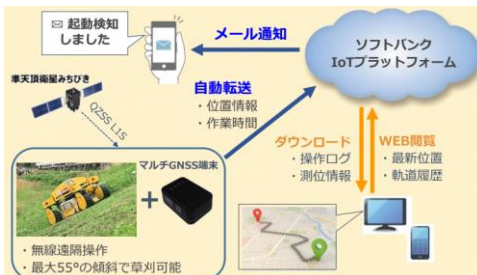 起動検知
しました
メール通知
ソフトバンク
IoTプラットフォーム
準天頂衛星みちびき
QZSS L1S
自動転送
・位置情報
・作業時間
ダウンロード
・操作ログ
・測位情報
WEB閲覧
・最新位置
・軌道履歴
マルチGNSS端末
・無線遠隔操作
・最大55°の傾斜で草刈可能